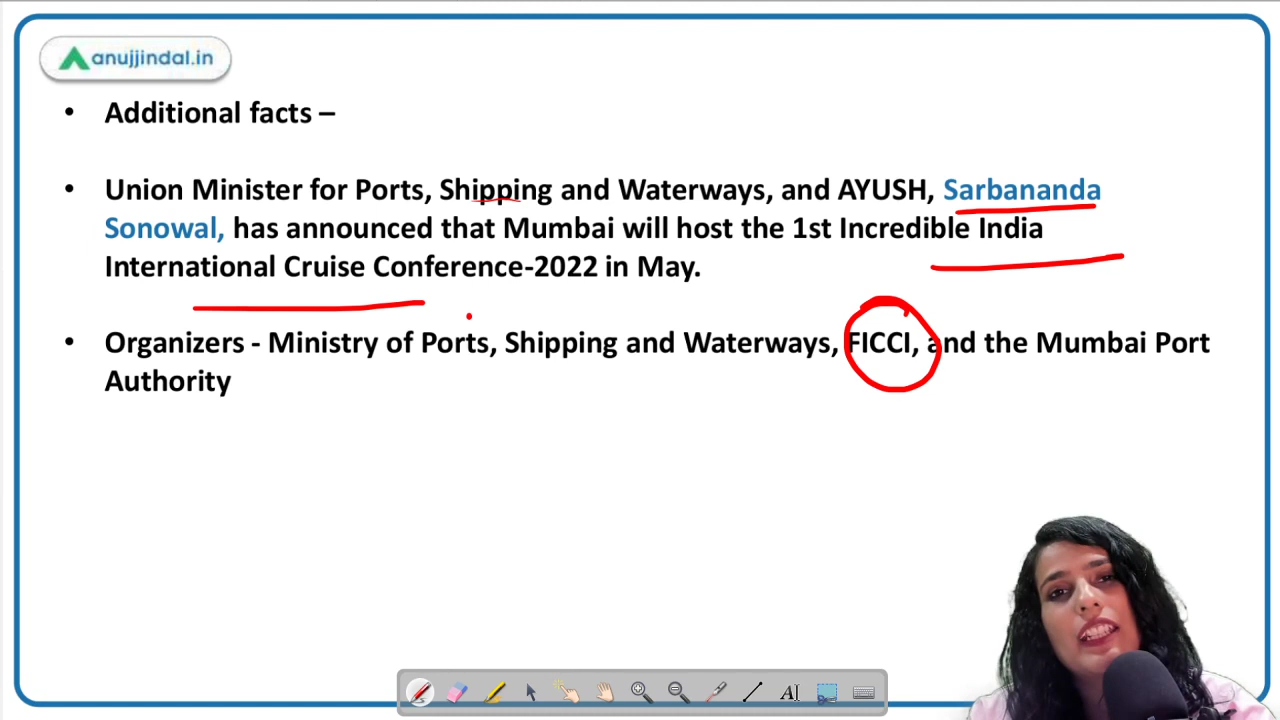 anujjindal.in
• Additional facts –
• Union Minister for Ports, Shipping and Waterways, and AYUSH, Sarbananda
Sonowal, has announced that Mumbai will host the 1st Incredible India
International Cruise Conference-2022 in May.
• Organizers - Ministry of Ports, Shipping and Waterways, FICCI, and the Mumbai Port
Authority
AI